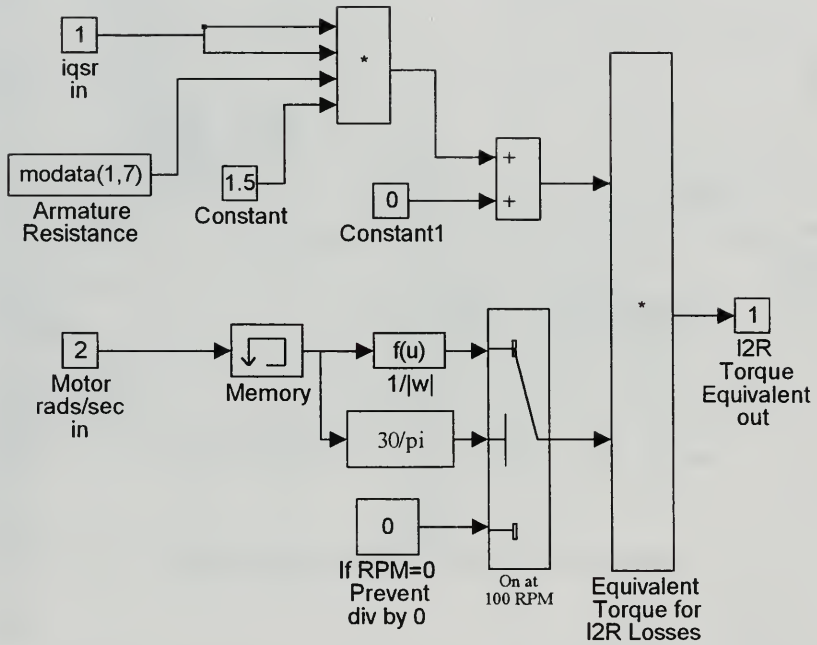 1
iqsr
in
*
modata(1,7)
Armature
Resistance
1.5
Constant
0
Constant1
+
+
*
1
I2R
Torque
Equivalent
out
2
Motor
rads/sec
in
Memory
f(u)
1/|w|
30/pi
0
If RPM=0
Prevent
div by 0
On at
100 RPM
Equivalent
Torque for
I2R Losses